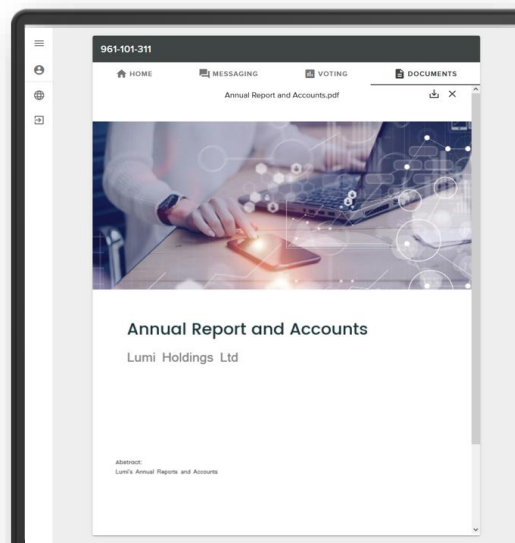 961-101-311
HOME MESSAGING VOTING DOCUMENTS
Annual Report and Accounts.pdf
Annual Report and Accounts
Lumi Holdings Ltd
Abstract:
Lumi's Annual Reports and Accounts